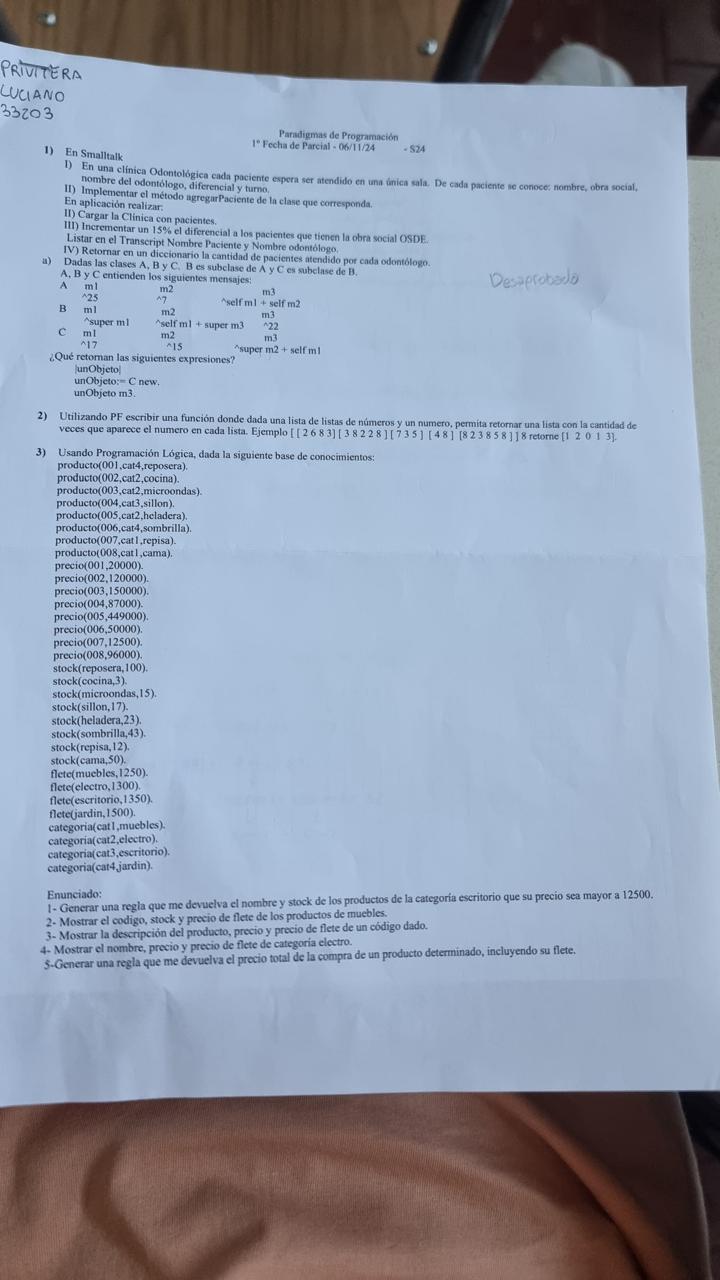 PRIVITERA
LUCIANO
33203
Paradigmas de Programación
1° Fecha de Parcial - 06/11/24 - S24
1) En Smalltalk
I) En una clínica Odontológica cada paciente espera ser atendido en una única sala. De cada paciente se conoce: nombre, obra social,
nombre del odontólogo, diferencial y turno.
II) Implementar el método agregarPaciente de la clase que corresponda.
En aplicación realizar:
II) Cargar la Clínica con pacientes.
III) Incrementar un 15% el diferencial a los pacientes que tienen la obra social OSDE.
Listar en el Transcript Nombre Paciente y Nombre odontólogo.
IV) Retornar en un diccionario la cantidad de pacientes atendido por cada odontólogo.
a) Dadas las clases A, B y C. B es subclase de A y C es subclase de B.
Desaprobado
A, B y C entienden los siguientes mensajes:
A m1 m2 m3
^25 ^7 ^self m1 + self m2
B m1 m2 m3
^super m1 ^self m1 + super m3 ^22
C m1 m2 m3
^17 ^15 ^super m2 + self m1
¿Qué retornan las siguientes expresiones?
|unObjeto|
unObjeto:= C new.
unObjeto m3.
2) Utilizando PF escribir una función donde dada una lista de listas de números y un numero, permita retornar una lista con la cantidad de
veces que aparece el numero en cada lista. Ejemplo [ [ 2 6 8 3] [ 3 8 2 2 8 ] [ 7 3 5 ] [ 4 8 ] [8 2 3 8 5 8 ] ] 8 retorne [1 2 0 1 3].
3) Usando Programación Lógica, dada la siguiente base de conocimientos:
producto(001,cat4,reposera).
producto(002,cat2,cocina).
producto(003,cat2,microondas).
producto(004,cat3,sillon).
producto(005,cat2,heladera).
producto(006,cat4,sombrilla).
producto(007,cat1,repisa).
producto(008,cat1,cama).
precio(001,20000).
precio(002,120000).
precio(003,150000).
precio(004,87000).
precio(005,449000).
precio(006,50000).
precio(007,12500).
precio(008,96000).
stock(reposera,100).
stock(cocina,3).
stock(microondas,15).
stock(sillon,17).
stock(heladera,23).
stock(sombrilla,43).
stock(repisa,12).
stock(cama,50).
flete(muebles,1250).
flete(electro,1300).
flete(escritorio,1350).
flete(jardin,1500).
categoria(cat1,muebles).
categoria(cat2,electro).
categoria(cat3,escritorio).
categoria(cat4,jardin).
Enunciado:
1- Generar una regla que me devuelva el nombre y stock de los productos de la categoría escritorio que su precio sea mayor a 12500.
2- Mostrar el codigo, stock y precio de flete de los productos de muebles.
3- Mostrar la descripción del producto, precio y precio de flete de un código dado.
4- Mostrar el nombre, precio y precio de flete de categoría electro.
5-Generar una regla que me devuelva el precio total de la compra de un producto determinado, incluyendo su flete.